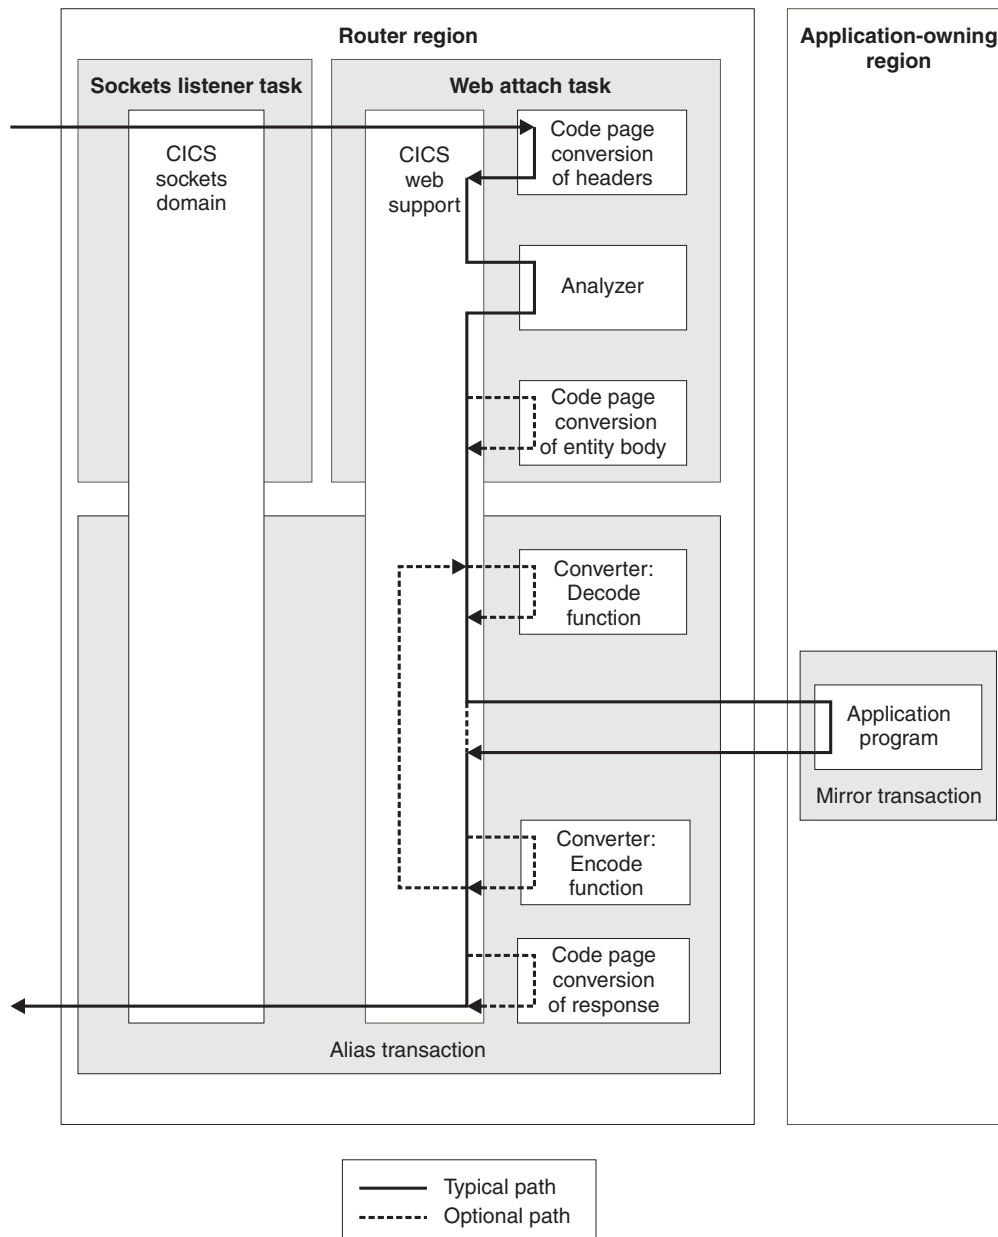 Router region
Application-owning
region
Sockets listener task
Web attach task
CICS
sockets
domain
CICS
web
support
Code page
conversion
of headers
Analyzer
Code page
conversion
of entity body
Converter:
Decode
function
Application
program
Mirror transaction
Converter:
Encode
function
Code page
conversion
of response
Alias transaction
Typical path
Optional path